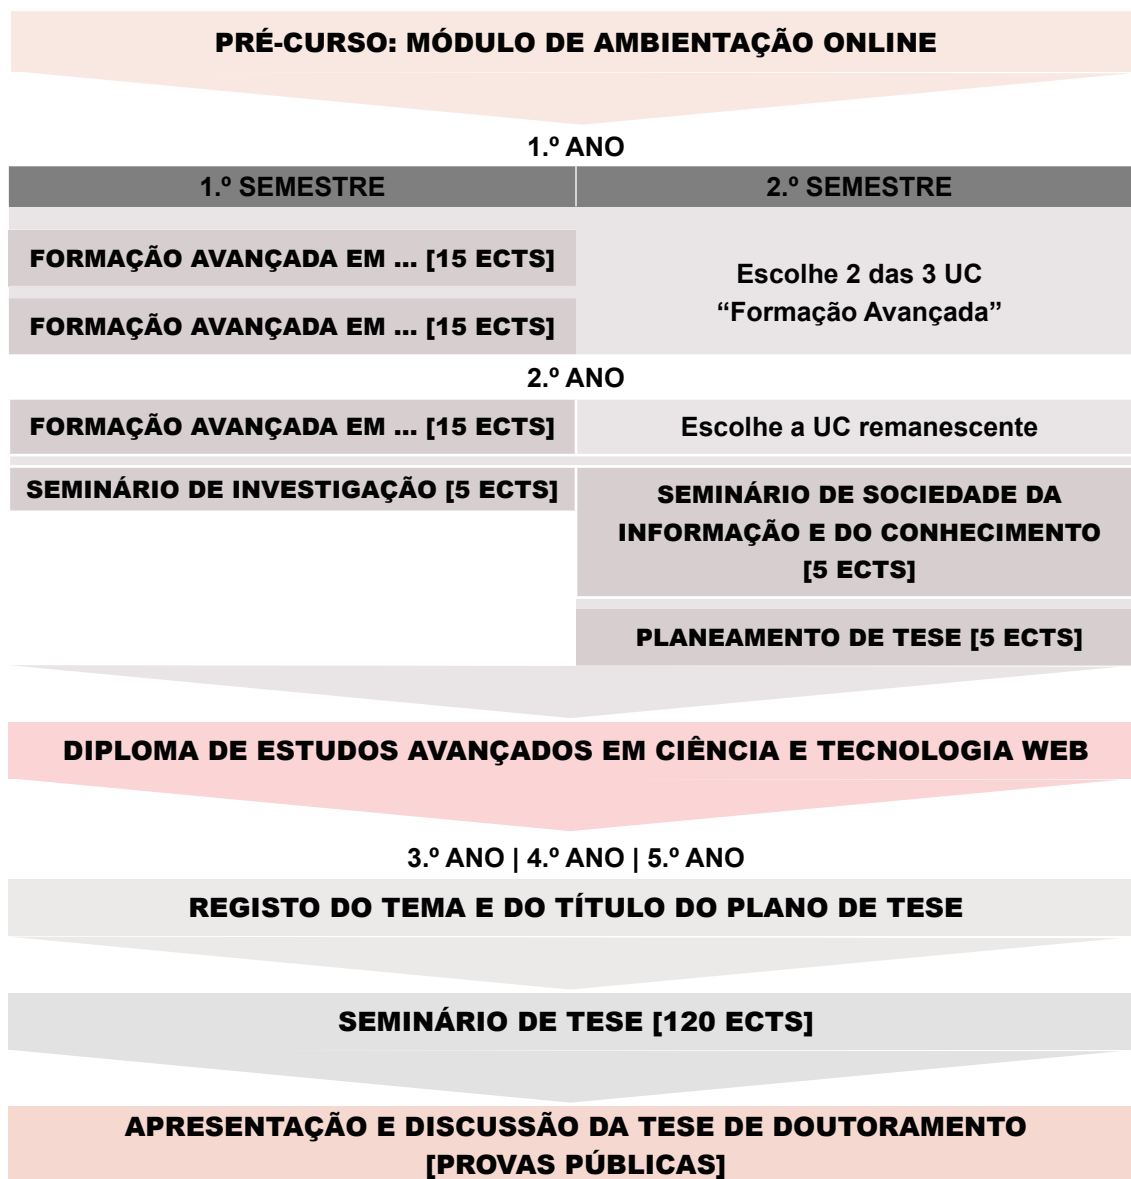 PRÉ-CURSO: MÓDULO DE AMBIENTAÇÃO ONLINE
1.º ANO
1.º SEMESTRE
2.º SEMESTRE
FORMAÇÃO AVANÇADA EM ... [15 ECTS]
FORMAÇÃO AVANÇADA EM ... [15 ECTS]
Escolhe 2 das 3 UC
“Formação Avançada”
2.º ANO
FORMAÇÃO AVANÇADA EM ... [15 ECTS]
Escolhe a UC remanescente
SEMINÁRIO DE INVESTIGAÇÃO [5 ECTS]
SEMINÁRIO DE SOCIEDADE DA
INFORMAÇÃO E DO CONHECIMENTO
[5 ECTS]
PLANEAMENTO DE TESE [5 ECTS]
DIPLOMA DE ESTUDOS AVANÇADOS EM CIÊNCIA E TECNOLOGIA WEB
3.º ANO | 4.º ANO | 5.º ANO
REGISTO DO TEMA E DO TÍTULO DO PLANO DE TESE
SEMINÁRIO DE TESE [120 ECTS]
APRESENTAÇÃO E DISCUSSÃO DA TESE DE DOUTORAMENTO
[PROVAS PÚBLICAS]